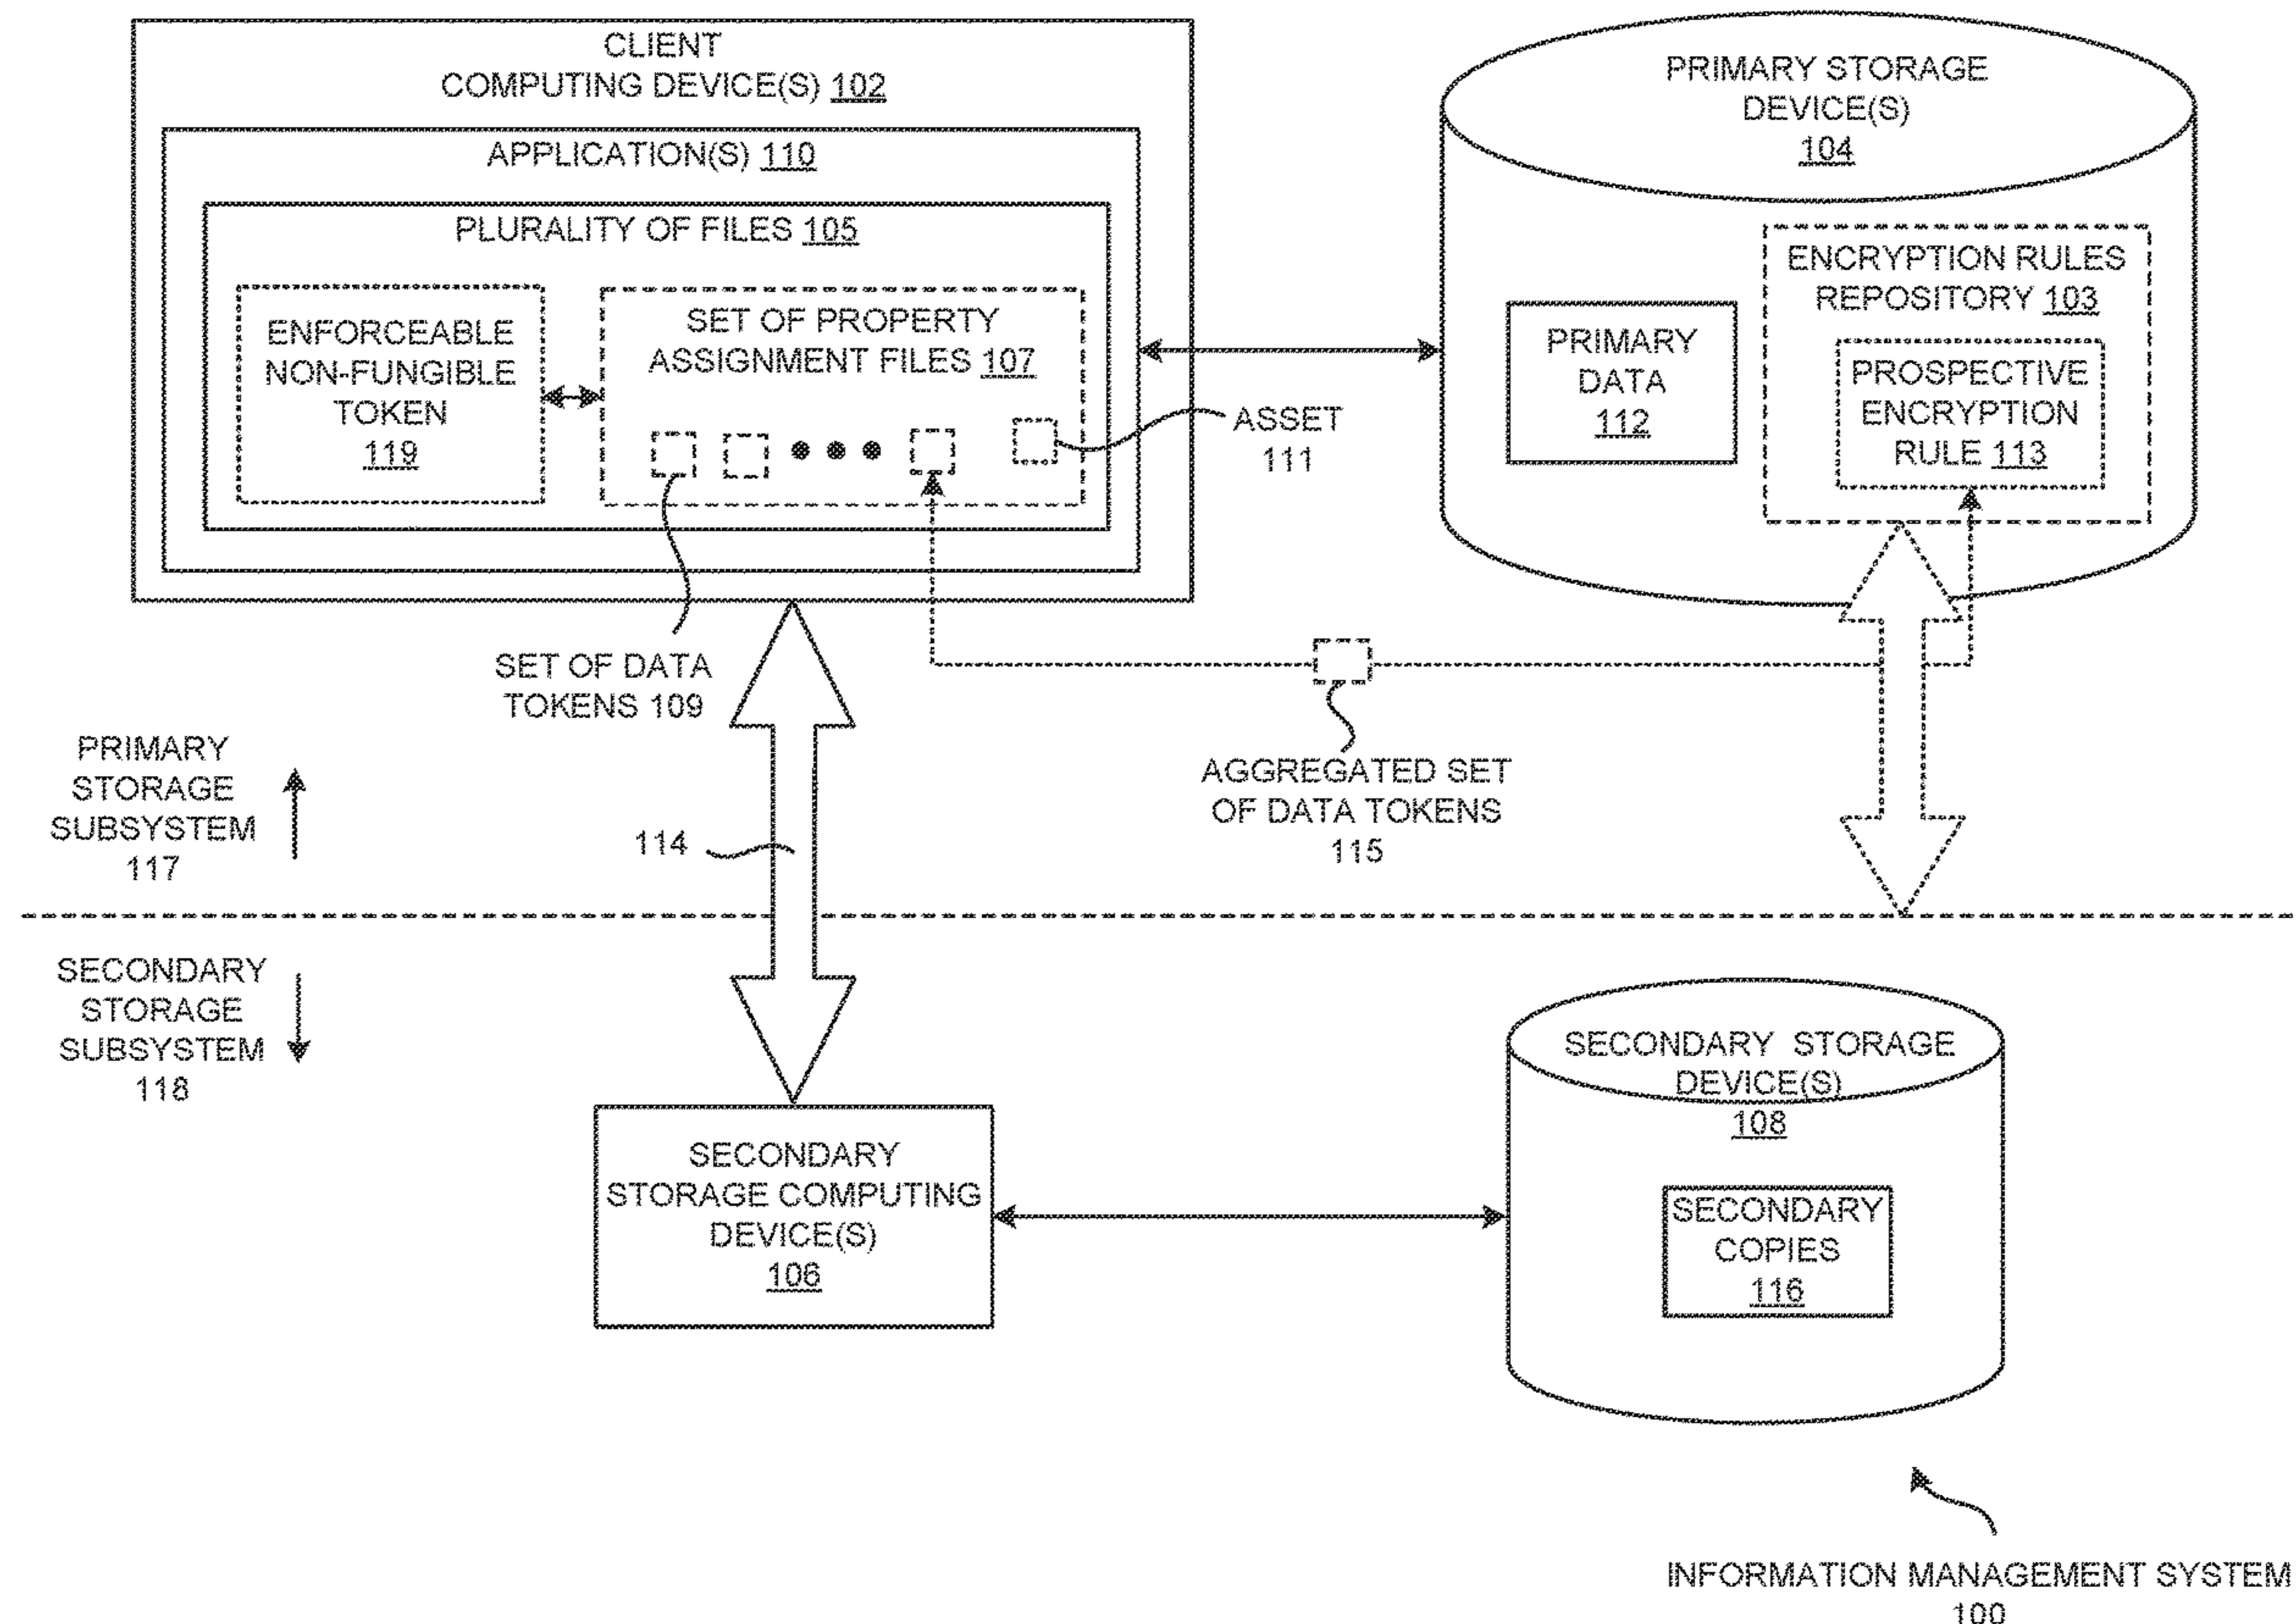 CLIENT
COMPUTING DEVICE(S) 102
APPLICATION(S) 110
PLURALITY OF FILES 105
ENFORCEABLE
NON-FUNGIBLE
TOKEN
119
SET OF PROPERTY
ASSIGNMENT FILES 107
ASSET
111
PRIMARY STORAGE
DEVICE(S)
104
PRIMARY
DATA
112
ENCRYPTION RULES
REPOSITORY 103
PROSPECTIVE
ENCRYPTION
RULE 113
SET OF DATA
TOKENS 109
AGGREGATED SET
OF DATA TOKENS
115
PRIMARY
STORAGE
SUBSYSTEM
117
114
SECONDARY
STORAGE
SUBSYSTEM
118
SECONDARY
STORAGE COMPUTING
DEVICE(S)
106
SECONDARY STORAGE
DEVICE(S)
108
SECONDARY
COPIES
116
INFORMATION MANAGEMENT SYSTEM
100